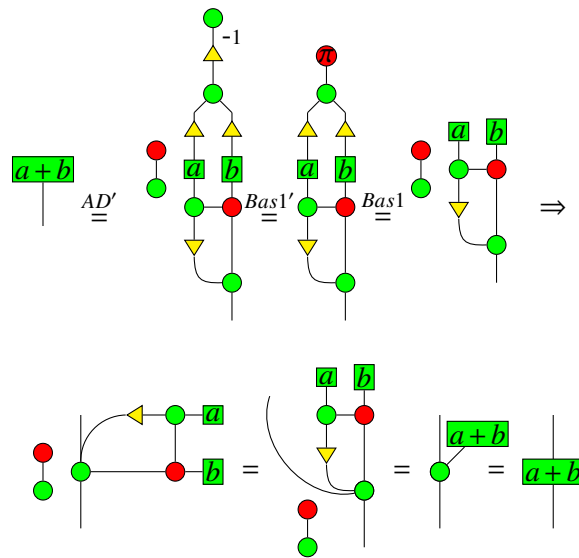 -1
π
a b a b a b
a + b = AD′ = Bas1′ = Bas1 ⇒
a b
a a + b
b = = = a + b